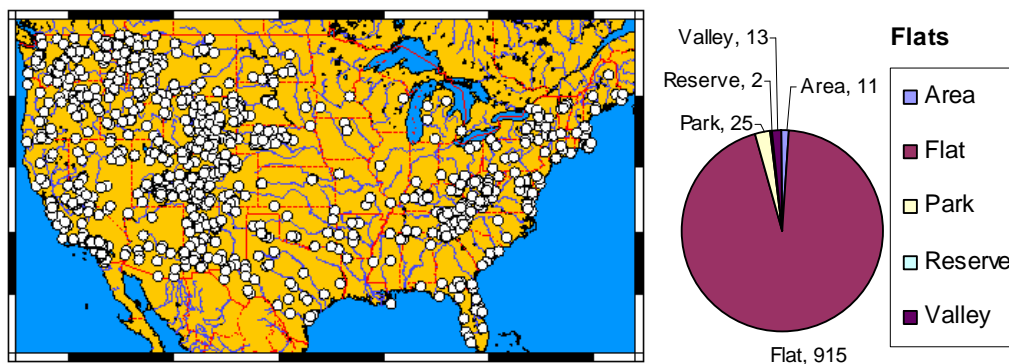 Valley, 13
Reserve, 2
Area, 11
Park, 25
Flat, 915
Flats
Area
Flat
Park
Reserve
Valley